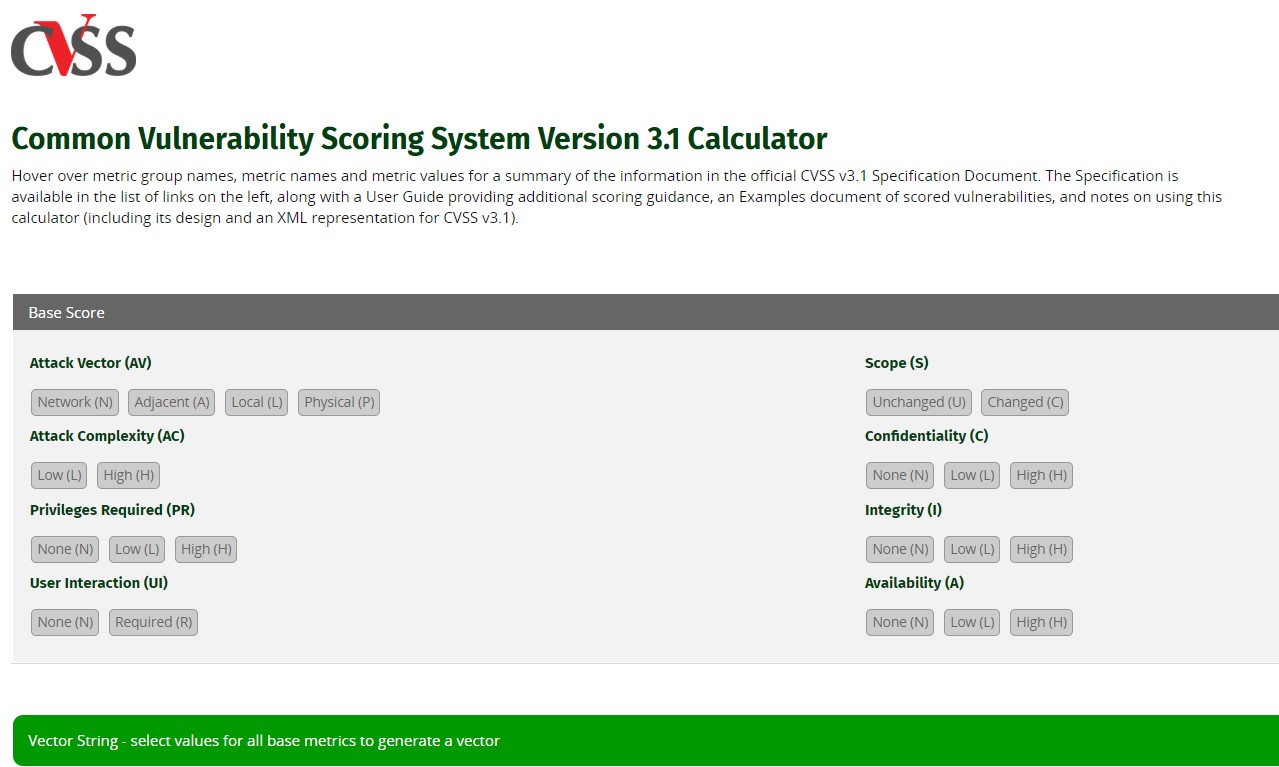 CVSS
Common Vulnerability Scoring System Version 3.1 Calculator
Hover over metric group names, metric names and metric values for a summary of the information in the official CVSS v3.1 Specification Document. The Specification is
available in the list of links on the left, along with a User Guide providing additional scoring guidance, an Examples document of scored vulnerabilities, and notes on using this
calculator (including its design and an XML representation for CVSS v3.1).
Base Score
Attack Vector (AV)
Network (N) Adjacent (A) Local (L) Physical (P)
Attack Complexity (AC)
Low (L) High (H)
Privileges Required (PR)
None (N) Low (L) High (H)
User Interaction (UI)
None (N) Required (R)
Scope (S)
Unchanged (U) Changed (C)
Confidentiality (C)
None (N) Low (L) High (H)
Integrity (I)
None (N) Low (L) High (H)
Availability (A)
None (N) Low (L) High (H)
Vector String - select values for all base metrics to generate a vector